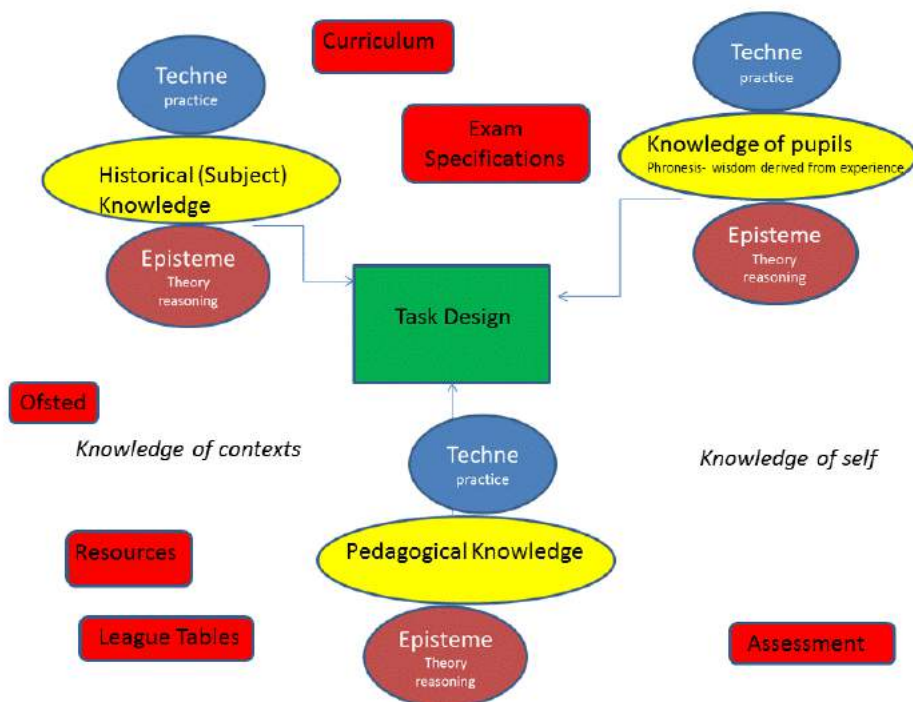 Curriculum
Techne
practice
Techne
practice
Exam
Specifications
Historical (Subject)
Knowledge
Knowledge of pupils
Phronesis- wisdom derived from experience
Episteme
Theory
reasoning
Episteme
Theory
reasoning
Task Design
Ofsted
Knowledge of contexts
Techne
practice
Knowledge of self
Resources
Pedagogical Knowledge
League Tables
Episteme
Theory
reasoning
Assessment